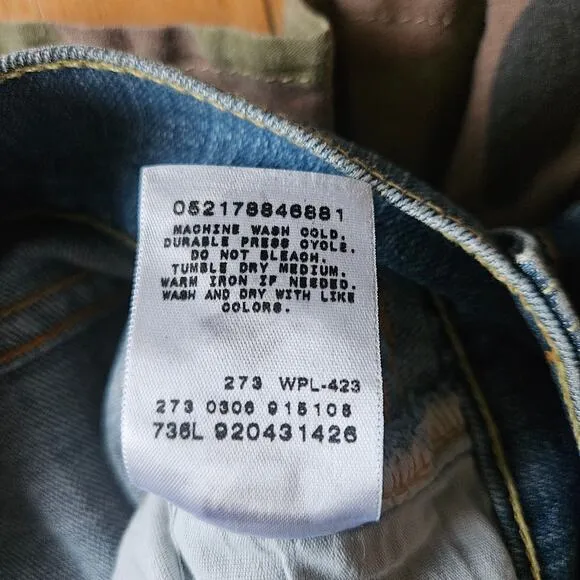 052178846881
MACHINE WASH COLD.
DURABLE PRESS CYCLE.
DO NOT BLEACH.
TUMBLE DRY MEDIUM.
WARM IRON IF NEEDED.
WASH AND DRY WITH LIKE
COLORS.
273 WPL-423
273 0306 915108
736L 920431426